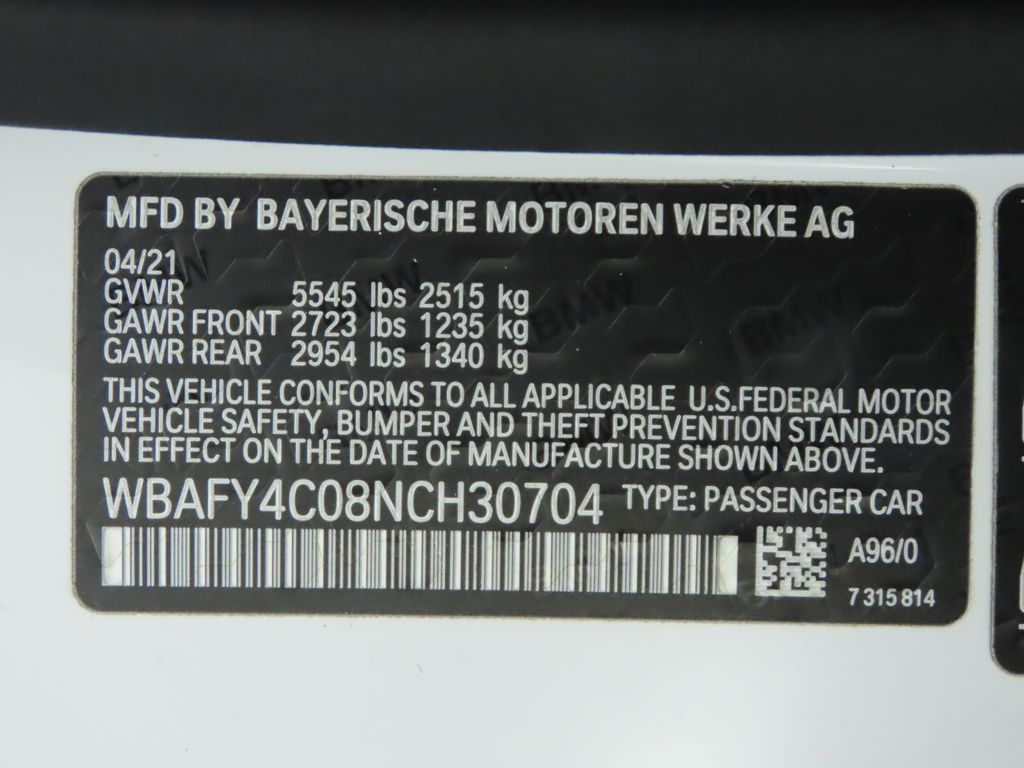 MFD BY BAYERISCHE MOTOREN WERKE AG
04/21
GVWR 5545 lbs 2515 kg
GAWR FRONT 2723 lbs 1235 kg
GAWR REAR 2954 lbs 1340 kg
THIS VEHICLE CONFORMS TO ALL APPLICABLE U.S.FEDERAL MOTOR
VEHICLE SAFETY, BUMPER AND THEFT PREVENTION STANDARDS
IN EFFECT ON THE DATE OF MANUFACTURE SHOWN ABOVE.
WBAFY4C08NCH30704 TYPE: PASSENGER CAR
A96/0
7 315 814